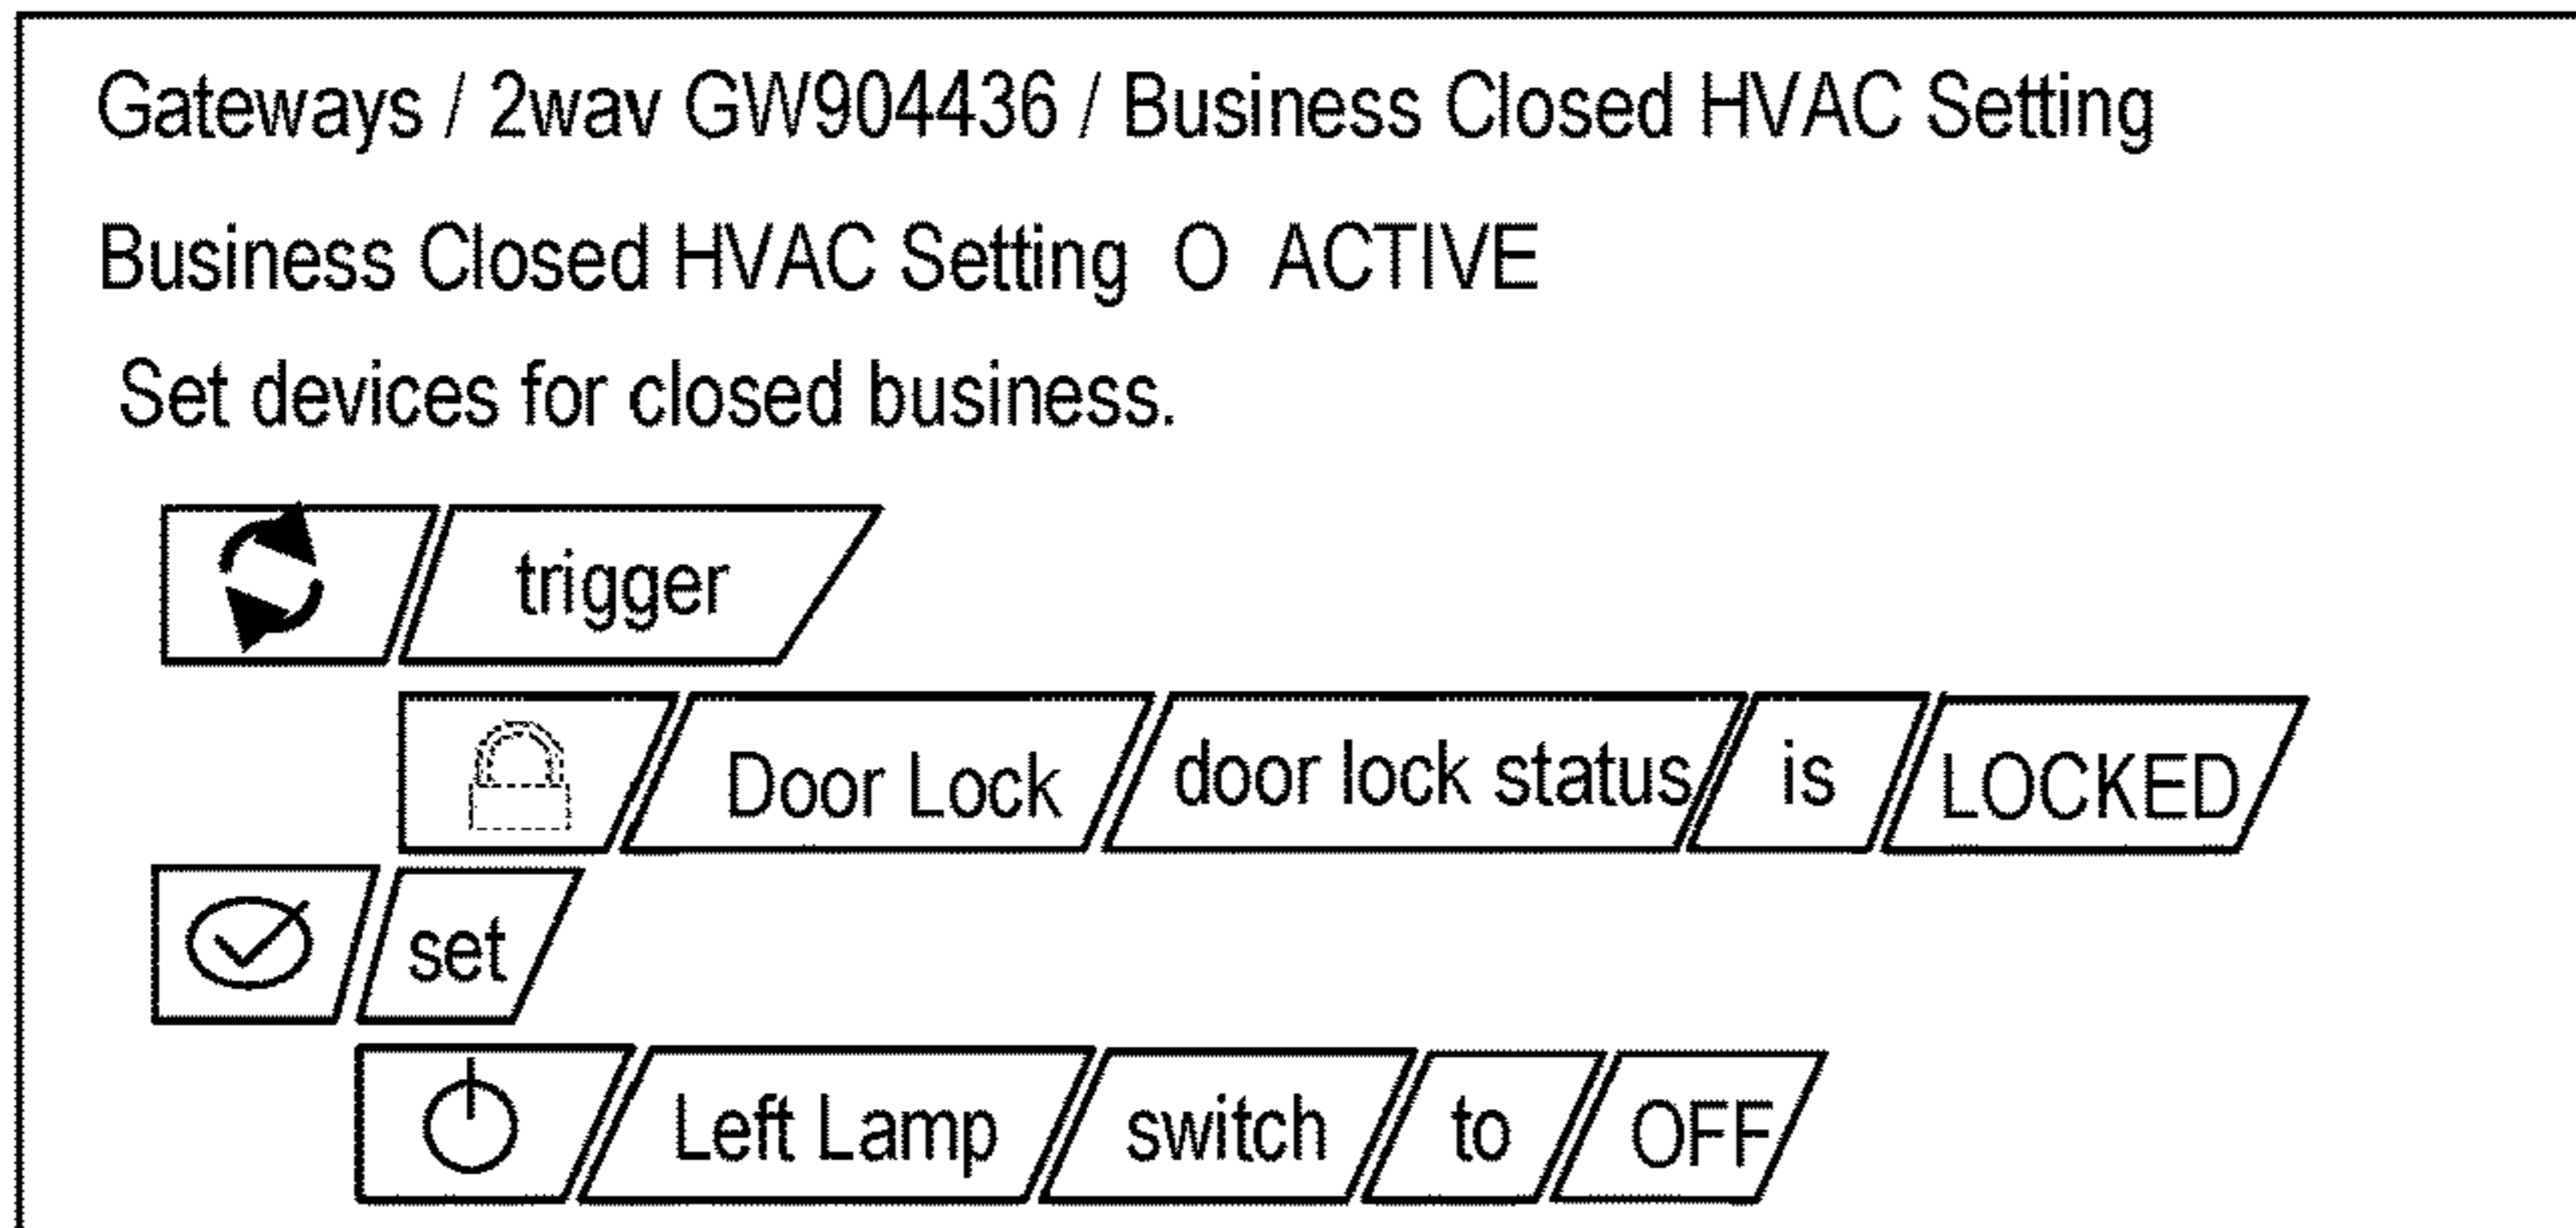 Gateways / 2wav GW904436 / Business Closed HVAC Setting
Business Closed HVAC Setting O ACTIVE
Set devices for closed business.
trigger
Door Lock door lock status is LOCKED
set
Left Lamp switch to OFF